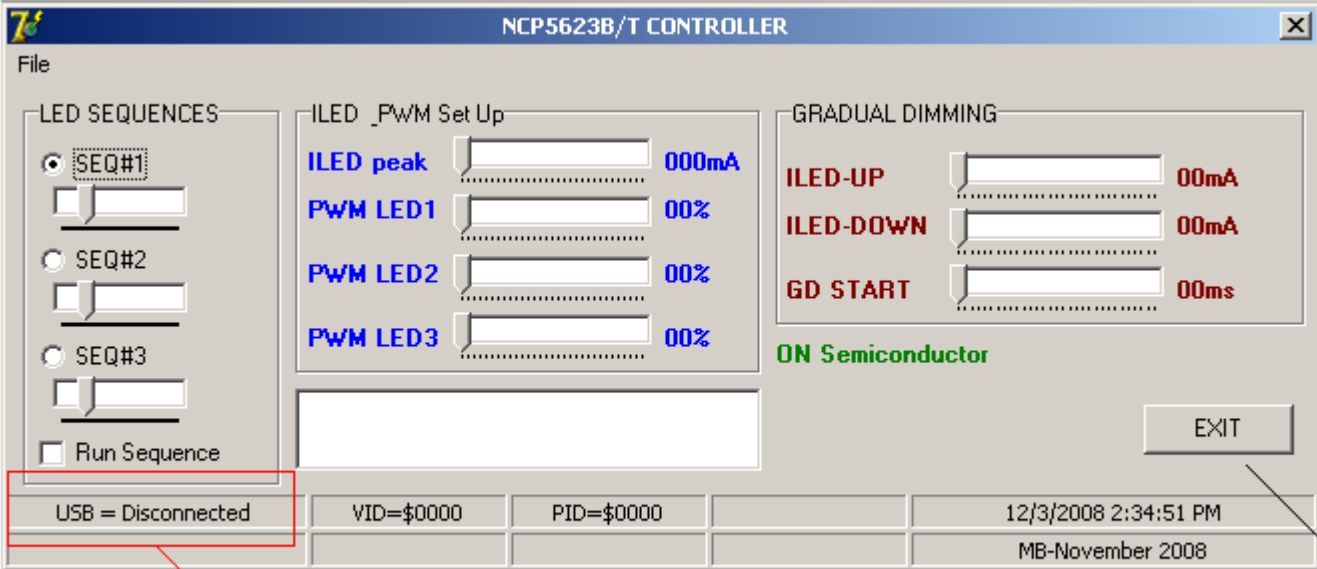 NCP5623B/T CONTROLLER
File
LED SEQUENCES
SEQ#1
SEQ#2
SEQ#3
Run Sequence
ILED _PWM Set Up
ILED peak 000mA
PWM LED1 00%
PWM LED2 00%
PWM LED3 00%
GRADUAL DIMMING
ILED-UP 00mA
ILED-DOWN 00mA
GD START 00ms
ON Semiconductor
EXIT
USB = Disconnected VID=$0000 PID=$0000 12/3/2008 2:34:51 PM
MB-November 2008